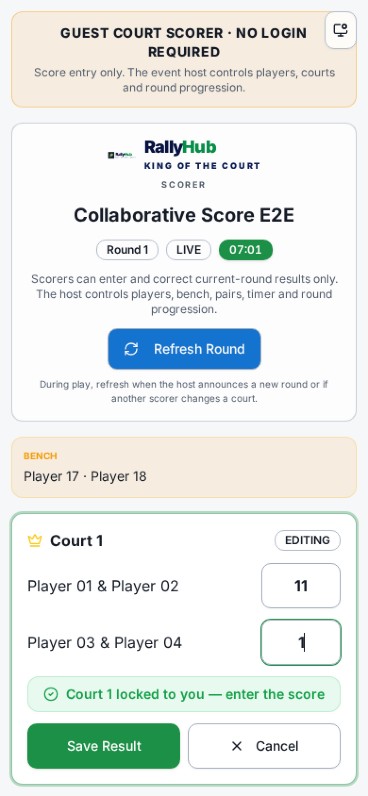 GUEST COURT SCORER · NO LOGIN
REQUIRED
Score entry only. The event host controls players, courts
and round progression.
RallyHub
RallyHub
KING OF THE COURT
SCORER
Collaborative Score E2E
Round 1
LIVE
07:01
Scorers can enter and correct current-round results only.
The host controls players, bench, pairs, timer and round
progression.
Refresh Round
During play, refresh when the host announces a new round or if
another scorer changes a court.
BENCH
Player 17 · Player 18
Court 1
EDITING
Player 01 & Player 02
11
Player 03 & Player 04
1
Court 1 locked to you — enter the score
Save Result
Cancel